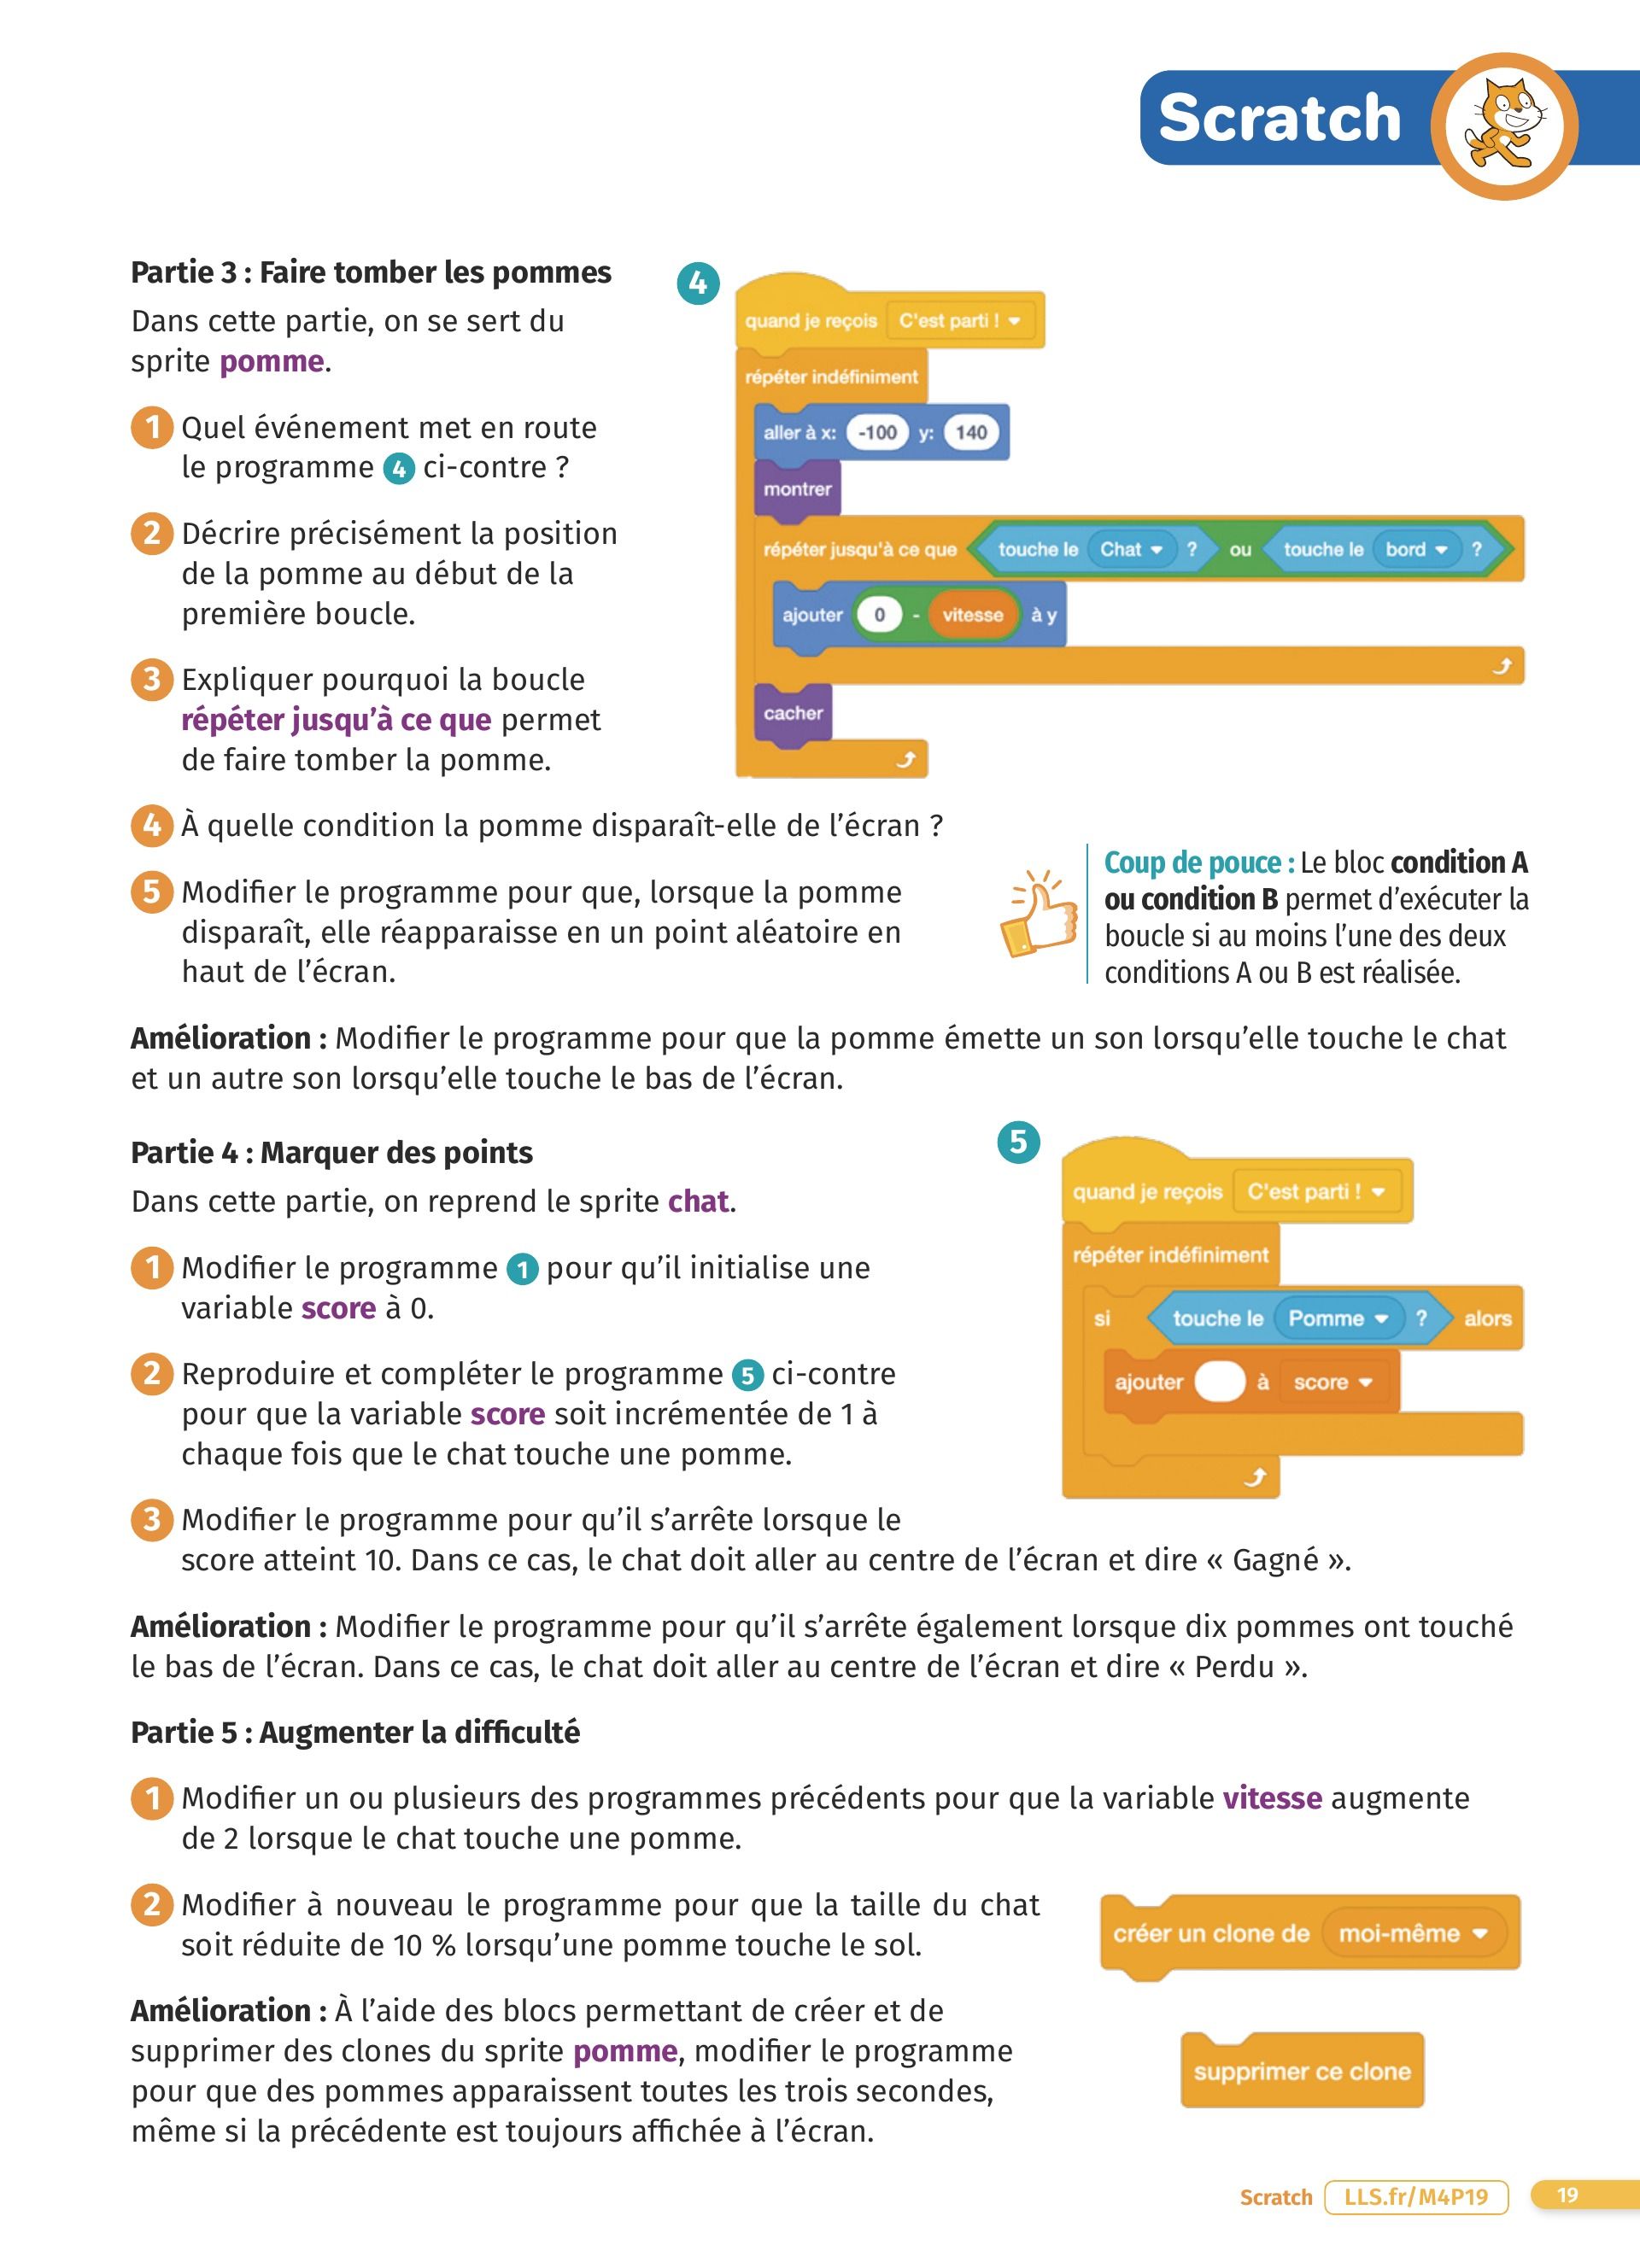 Scratch
Partie 3 : Faire tomber les pommes
Dans cette partie, on se sert du
sprite pomme.
1 Quel événement met en route
le programme 4 ci-contre ?
2 Décrire précisément la position
de la pomme au début de la
première boucle.
3 Expliquer pourquoi la boucle
répéter jusqu’à ce que permet
de faire tomber la pomme.
4
quand je reçois C'est parti !
répéter indéfiniment
aller à x: -100 y: 140
montrer
répéter jusqu'à ce que touche le Chat ? ou touche le bord ?
ajouter 0 - vitesse à y
cacher
4 À quelle condition la pomme disparaît-elle de l’écran ?
5 Modifier le programme pour que, lorsque la pomme
disparaît, elle réapparaisse en un point aléatoire en
haut de l’écran.
Coup de pouce : Le bloc condition A
ou condition B permet d’exécuter la
boucle si au moins l’une des deux
conditions A ou B est réalisée.
Amélioration : Modifier le programme pour que la pomme émette un son lorsqu’elle touche le chat
et un autre son lorsqu’elle touche le bas de l’écran.
Partie 4 : Marquer des points
Dans cette partie, on reprend le sprite chat.
1 Modifier le programme 1 pour qu’il initialise une
variable score à 0.
2 Reproduire et compléter le programme 5 ci-contre
pour que la variable score soit incrémentée de 1 à
chaque fois que le chat touche une pomme.
5
quand je reçois C'est parti !
répéter indéfiniment
si touche le Pomme ? alors
ajouter à score
3 Modifier le programme pour qu’il s’arrête lorsque le
score atteint 10. Dans ce cas, le chat doit aller au centre de l’écran et dire « Gagné ».
Amélioration : Modifier le programme pour qu’il s’arrête également lorsque dix pommes ont touché
le bas de l’écran. Dans ce cas, le chat doit aller au centre de l’écran et dire « Perdu ».
Partie 5 : Augmenter la difficulté
1 Modifier un ou plusieurs des programmes précédents pour que la variable vitesse augmente
de 2 lorsque le chat touche une pomme.
2 Modifier à nouveau le programme pour que la taille du chat
soit réduite de 10 % lorsqu’une pomme touche le sol.
Amélioration : À l’aide des blocs permettant de créer et de
supprimer des clones du sprite pomme, modifier le programme
pour que des pommes apparaissent toutes les trois secondes,
même si la précédente est toujours affichée à l’écran.
créer un clone de moi-même
supprimer ce clone
Scratch LLS.fr/M4P19 19